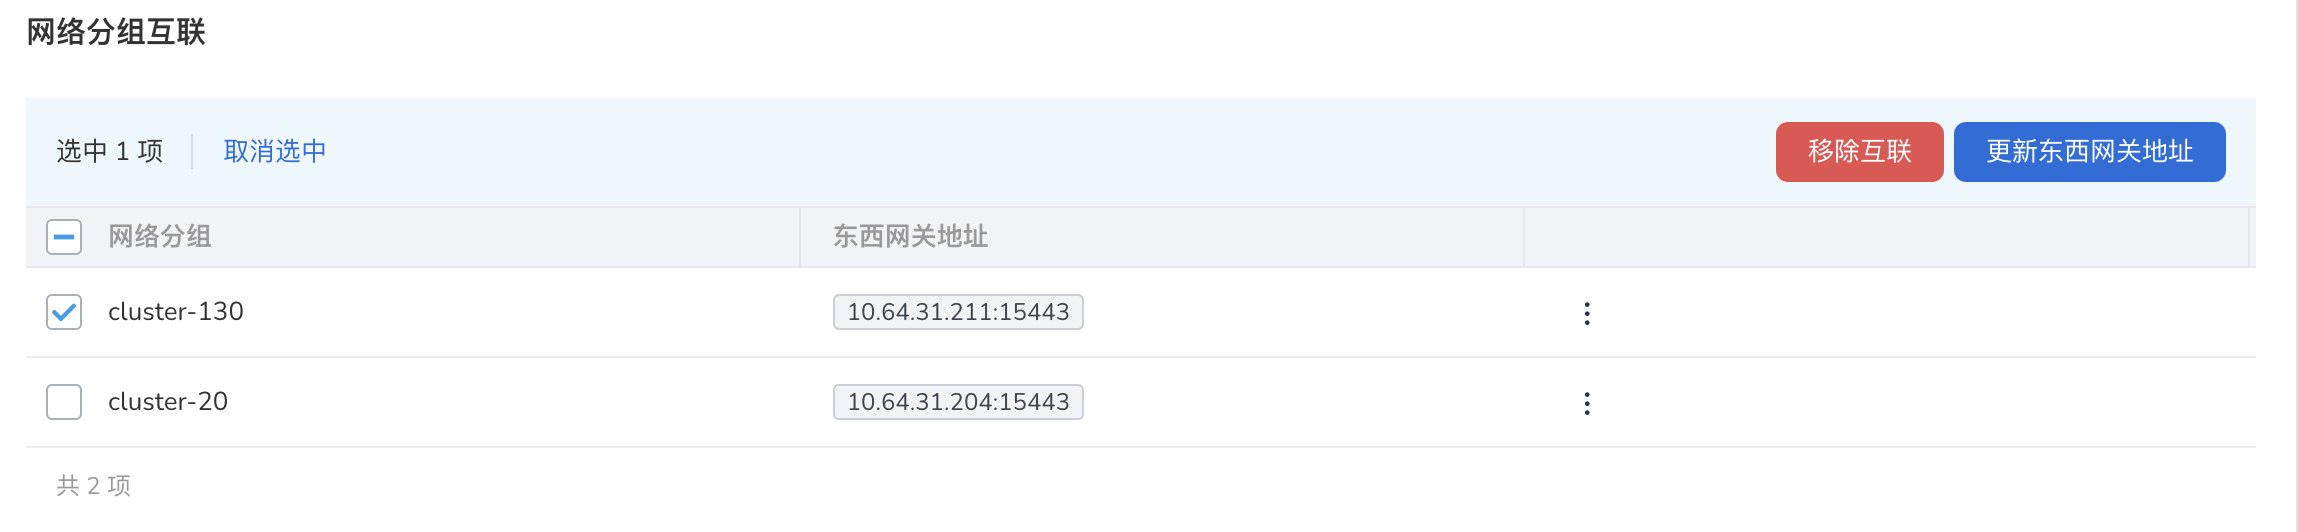 网络分组互联
选中 1 项 取消选中 移除互联 更新东西网关地址
网络分组 东西网关地址
cluster-130 10.64.31.211:15443
cluster-20 10.64.31.204:15443
共 2 项